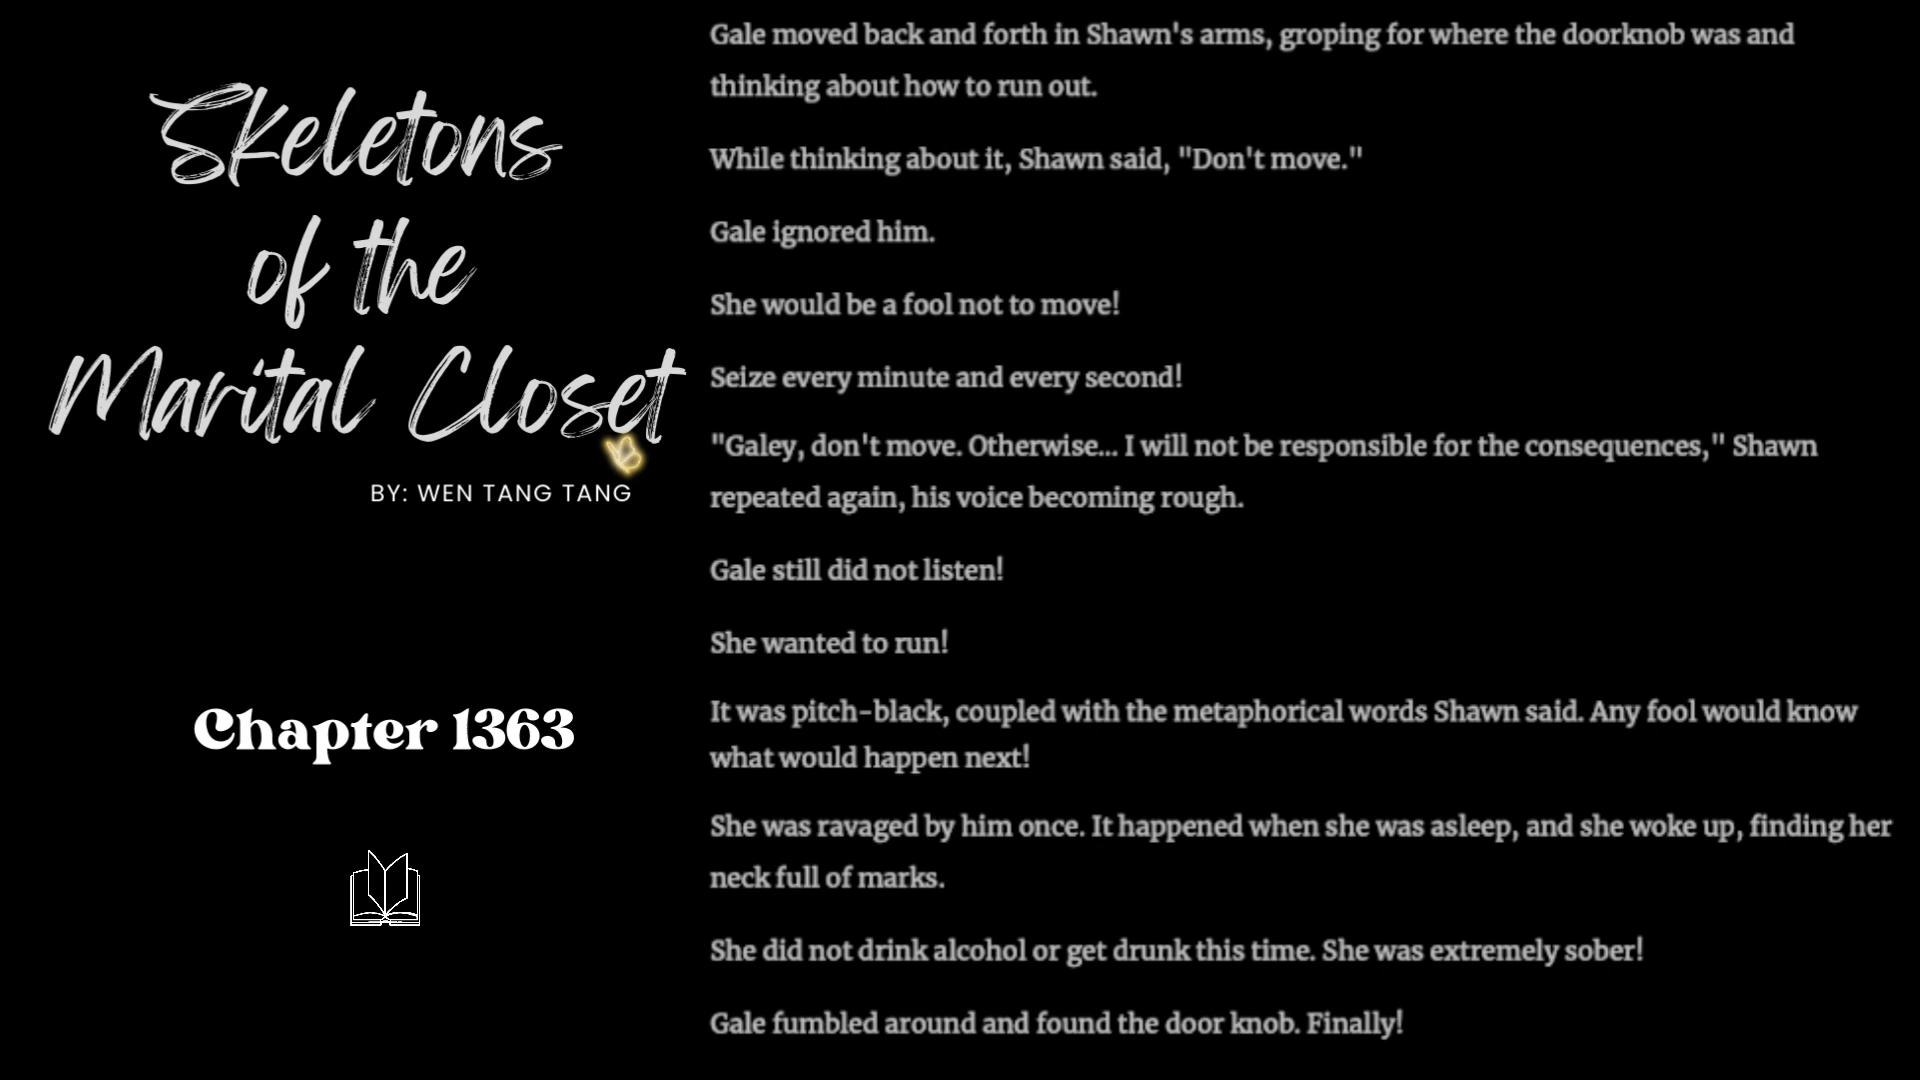 Skeletons
of the
Marital Closet
BY: WEN TANG TANG
Chapter 1363
Gale moved back and forth in Shawn's arms, groping for where the doorknob was and
thinking about how to run out.
While thinking about it, Shawn said, "Don't move."
Gale ignored him.
She would be a fool not to move!
Seize every minute and every second!
"Galey, don't move. Otherwise... I will not be responsible for the consequences," Shawn
repeated again, his voice becoming rough.
Gale still did not listen!
She wanted to run!
It was pitch-black, coupled with the metaphorical words Shawn said. Any fool would know
what would happen next!
She was ravaged by him once. It happened when she was asleep, and she woke up, finding her
neck full of marks.
She did not drink alcohol or get drunk this time. She was extremely sober!
Gale fumbled around and found the door knob. Finally!